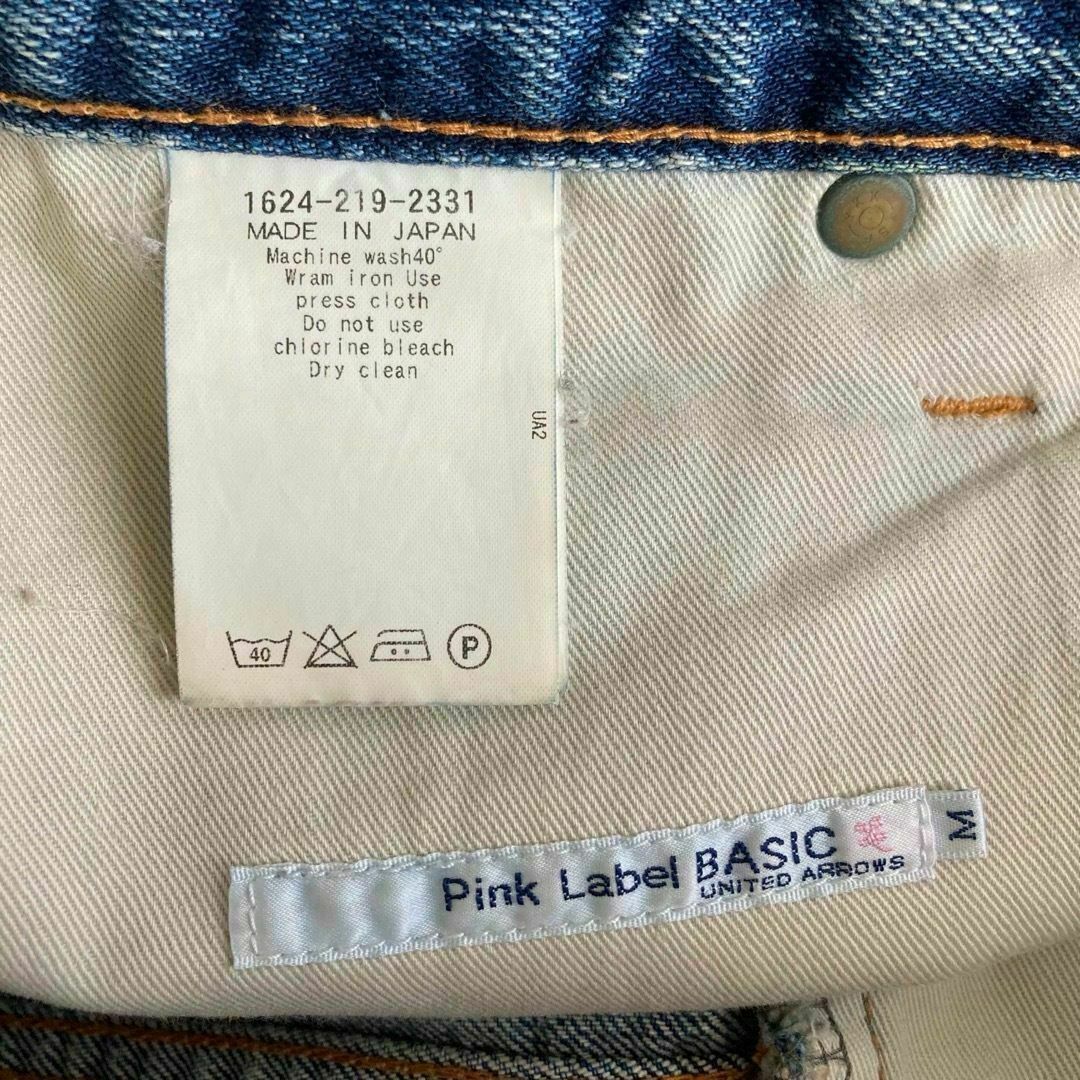 1624-219-2331
MADE IN JAPAN
Machine wash40°
Wram iron Use
press cloth
Do not use
chlorine bleach
Dry clean
UA2
40
P
Pink Label BASIC
UNITED ARROWS
M